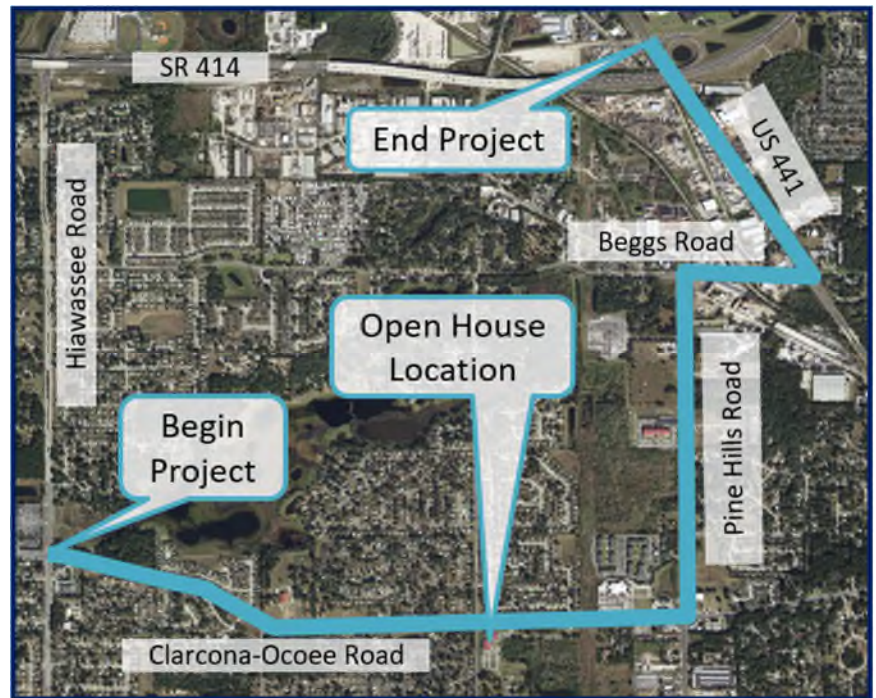 SR 414
End Project
US 441
Hiawassee Road
Beggs Road
Open House
Location
Begin
Project
Pine Hills Road
Clarcona-Ocoee Road